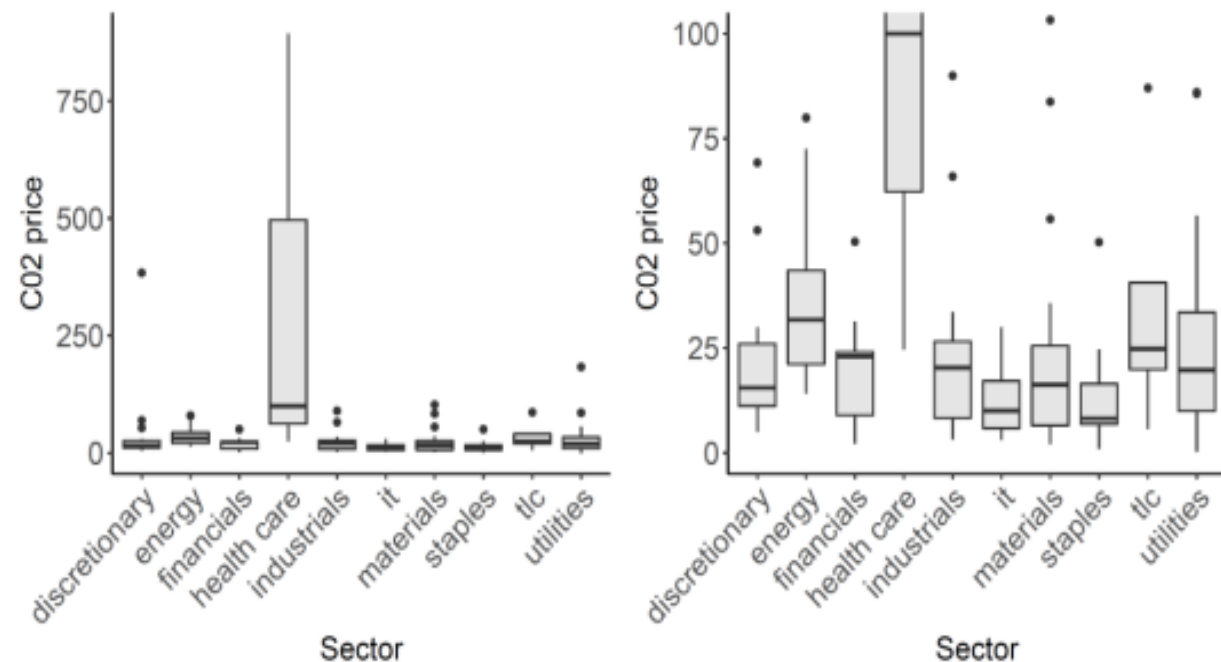 750
500
250
0
C02 price
discretionary
energy
financials
health care
industrials
it
materials
staples
tlc
utilities
Sector
100
75
50
25
0
C02 price
discretionary
energy
financials
health care
industrials
it
materials
staples
tlc
utilities
Sector